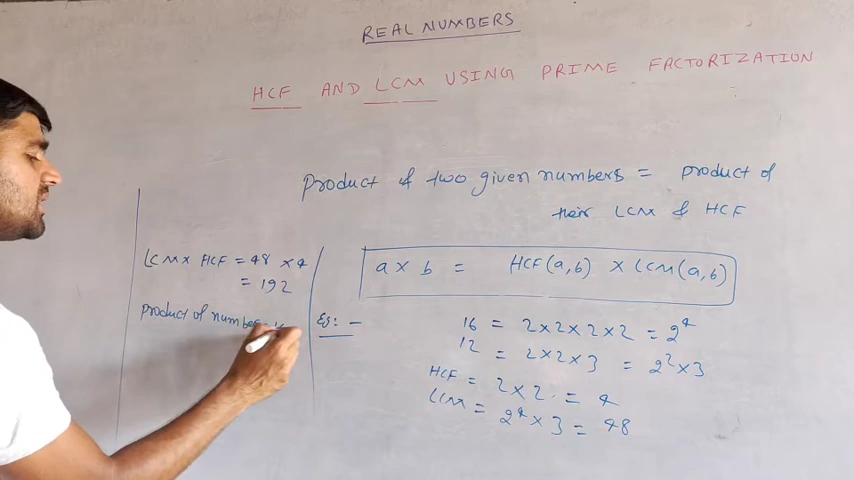 REAL NUMBERS
HCF AND LCM USING PRIME FACTORIZATION
Product of two given numbers = product of
their LCM & HCF
a × b = HCF(a,b) × LCM(a,b)
LCM × HCF = 48 × 4
= 192
Product of numbers =
Eg: -
16 = 2×2×2×2 = 2⁴
12 = 2×2×3 = 2²×3
HCF = 2×2 = 4
LCM = 2⁴×3 = 48